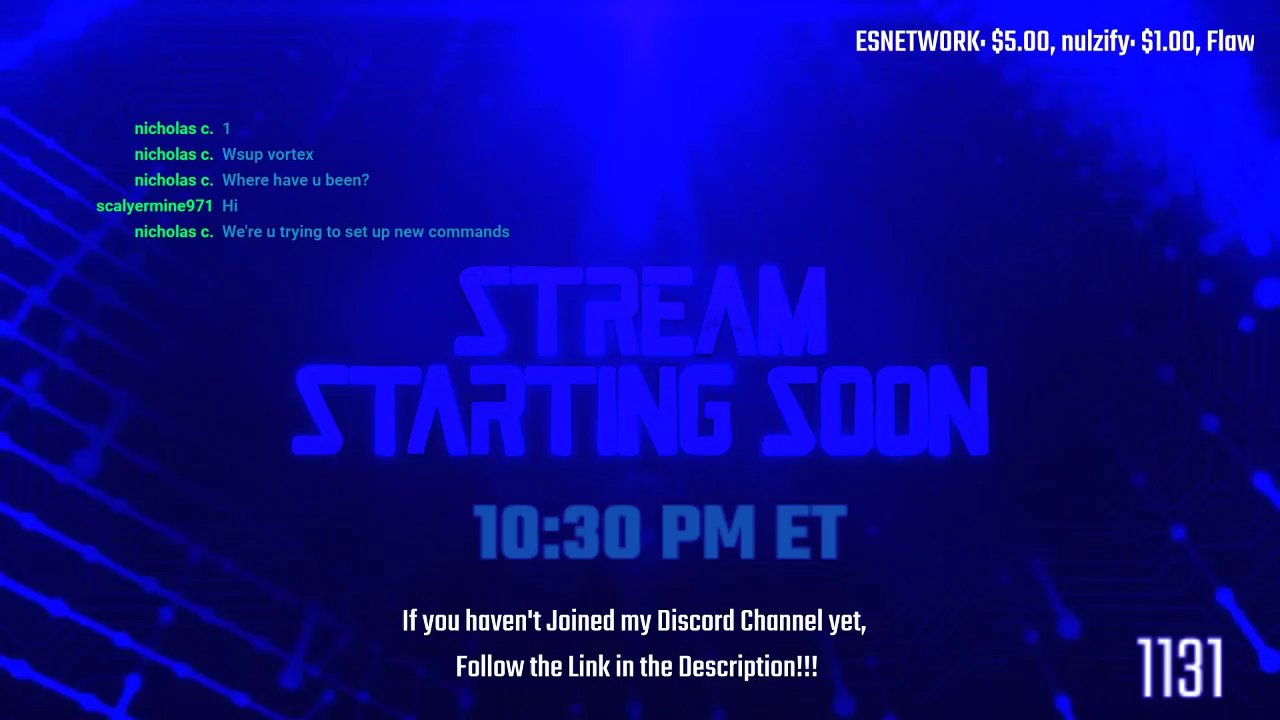 ESNETWORK: $5.00, nulzify: $1.00, Flaw
nicholas c. 1
nicholas c. Wsup vortex
nicholas c. Where have u been?
scalyermine971 Hi
nicholas c. We're u trying to set up new commands
STREAM
STARTING SOON
10:30 PM ET
If you haven't Joined my Discord Channel yet,
Follow the Link in the Description!!!
1131